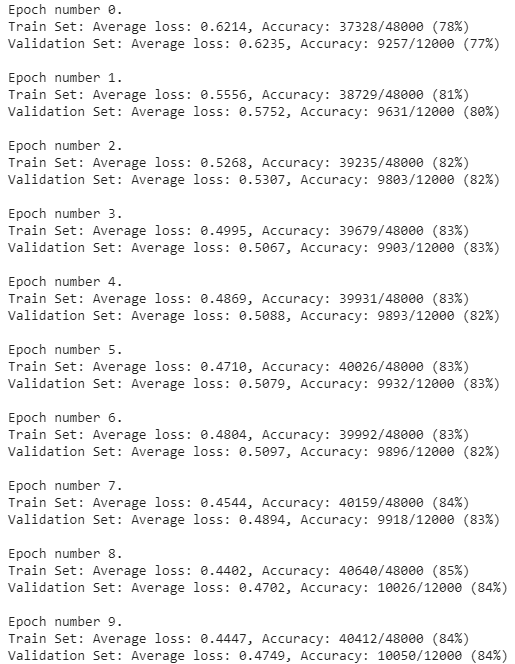 Epoch number 0.
Train Set: Average loss: 0.6214, Accuracy: 37328/48000 (78%)
Validation Set: Average loss: 0.6235, Accuracy: 9257/12000 (77%)
Epoch number 1.
Train Set: Average loss: 0.5556, Accuracy: 38729/48000 (81%)
Validation Set: Average loss: 0.5752, Accuracy: 9631/12000 (80%)
Epoch number 2.
Train Set: Average loss: 0.5268, Accuracy: 39235/48000 (82%)
Validation Set: Average loss: 0.5307, Accuracy: 9803/12000 (82%)
Epoch number 3.
Train Set: Average loss: 0.4995, Accuracy: 39679/48000 (83%)
Validation Set: Average loss: 0.5067, Accuracy: 9903/12000 (83%)
Epoch number 4.
Train Set: Average loss: 0.4869, Accuracy: 39931/48000 (83%)
Validation Set: Average loss: 0.5088, Accuracy: 9893/12000 (82%)
Epoch number 5.
Train Set: Average loss: 0.4710, Accuracy: 40026/48000 (83%)
Validation Set: Average loss: 0.5079, Accuracy: 9932/12000 (83%)
Epoch number 6.
Train Set: Average loss: 0.4804, Accuracy: 39992/48000 (83%)
Validation Set: Average loss: 0.5097, Accuracy: 9896/12000 (82%)
Epoch number 7.
Train Set: Average loss: 0.4544, Accuracy: 40159/48000 (84%)
Validation Set: Average loss: 0.4894, Accuracy: 9918/12000 (83%)
Epoch number 8.
Train Set: Average loss: 0.4402, Accuracy: 40640/48000 (85%)
Validation Set: Average loss: 0.4702, Accuracy: 10026/12000 (84%)
Epoch number 9.
Train Set: Average loss: 0.4447, Accuracy: 40412/48000 (84%)
Validation Set: Average loss: 0.4749, Accuracy: 10050/12000 (84%)